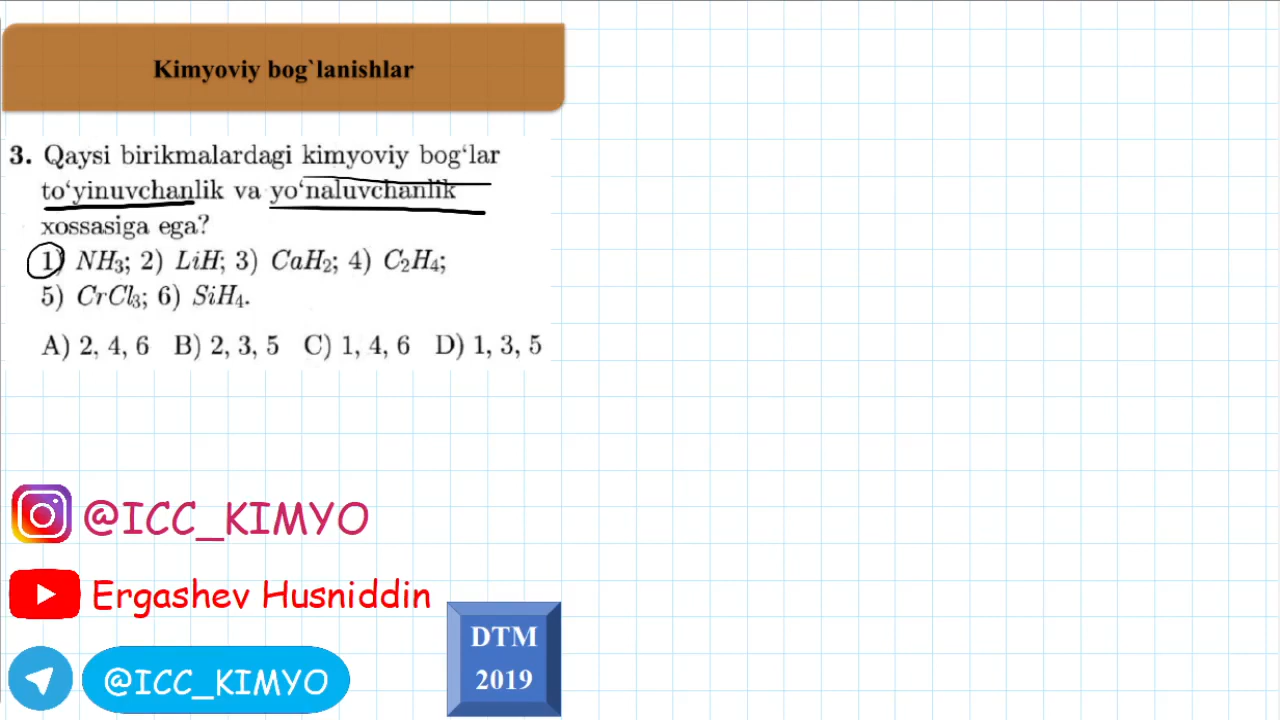 Kimyoviy bog`lanishlar
3. Qaysi birikmalardagi kimyoviy bog‘lar
to‘yinuvchanlik va yo‘naluvchanlik
xossasiga ega?
1) NH₃; 2) LiH; 3) CaH₂; 4) C₂H₄;
5) CrCl₃; 6) SiH₄.
A) 2, 4, 6 B) 2, 3, 5 C) 1, 4, 6 D) 1, 3, 5
@ICC_KIMYO
Ergashev Husniddin
@ICC_KIMYO
DTM
2019